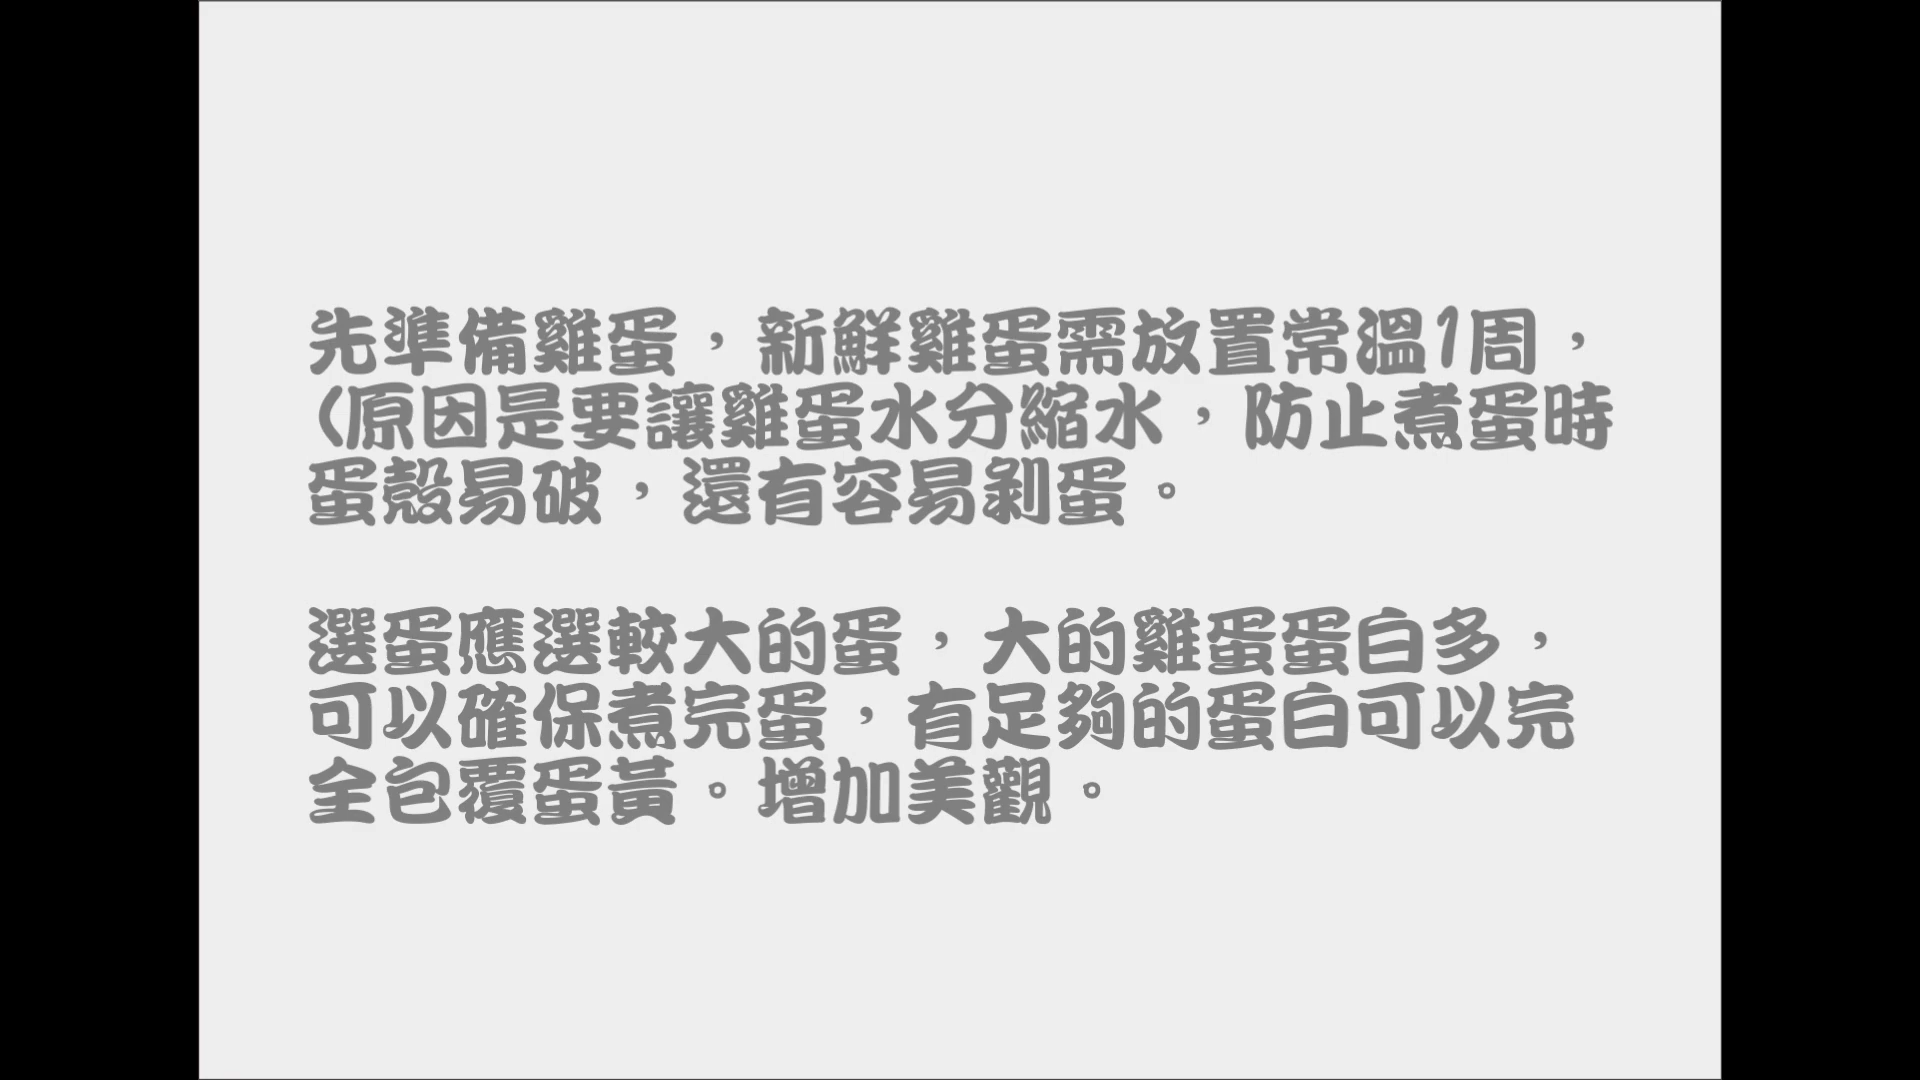 先準備雞蛋，新鮮雞蛋需放置常溫1周，
(原因是要讓雞蛋水分縮水，防止煮蛋時
蛋殼易破，還有容易剝蛋。
選蛋應選較大的蛋，大的雞蛋蛋白多，
可以確保煮完蛋，有足夠的蛋白可以完
全包覆蛋黃。增加美觀。